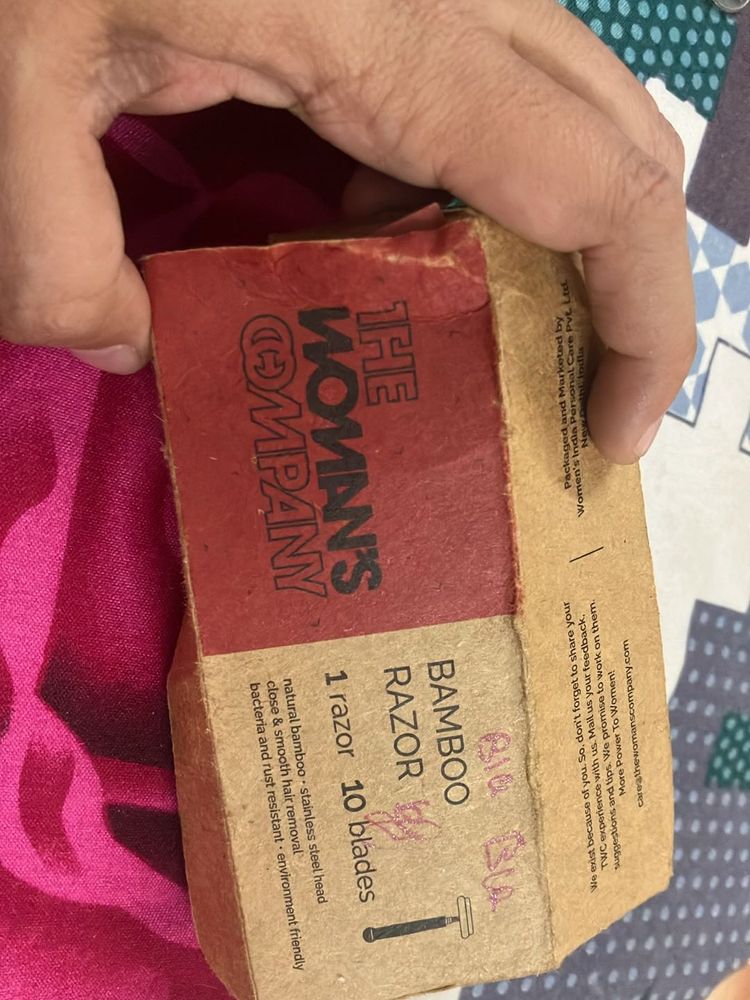 THE
WOMAN'S
COMPANY
BAMBOO
RAZOR
1 razor 10 blades
natural bamboo · stainless steel head
close & smooth hair removal
bacteria and rust resistant · environment friendly
Packaged and Marketed by
Women's India Personal Care Pvt. Ltd.
New Delhi, India
We exist because of you. So, don't forget to share your
TWC experience with us. Mail us your feedback,
suggestions and tips. We promise to work on them.
More Power To Women!
care@thewomanscompany.com